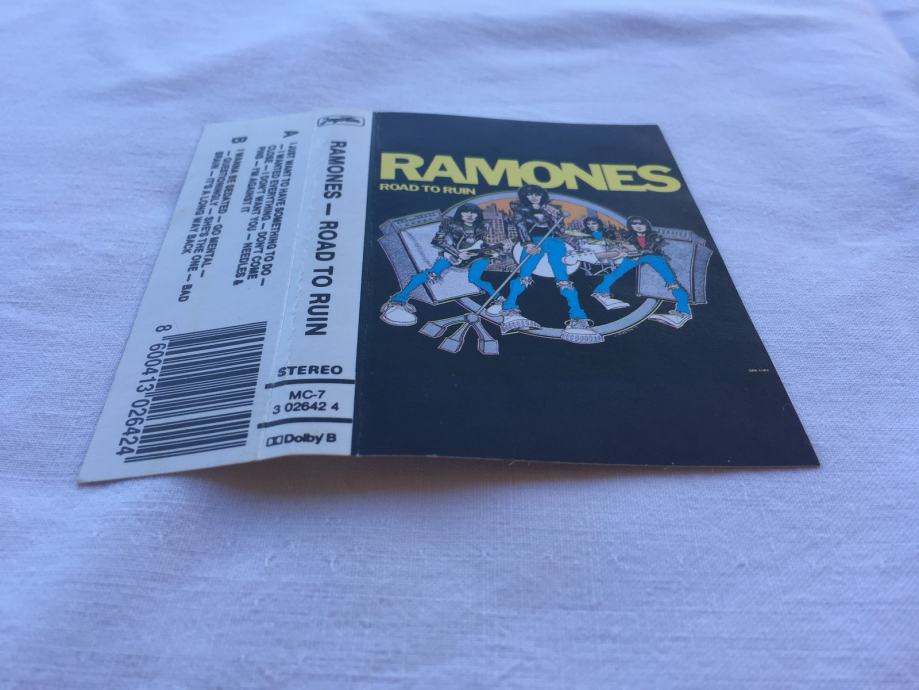 RAMONES
ROAD TO RUIN
RAMONES — ROAD TO RUIN
STEREO
MC-7
3 02642 4
Dolby B
A
I JUST WANT TO HAVE SOMETHING TO DO –
– I WANTED EVERYTHING – DON'T COME
CLOSE – I DON'T WANT YOU – NEEDLES &
PINS – I'M AGAINST IT
B
I WANNA BE SEDATED – GO MENTAL –
– QUESTIONINGLY – SHE'S THE ONE – BAD
BRAIN – IT'S A LONG WAY BACK
8 600413 026424